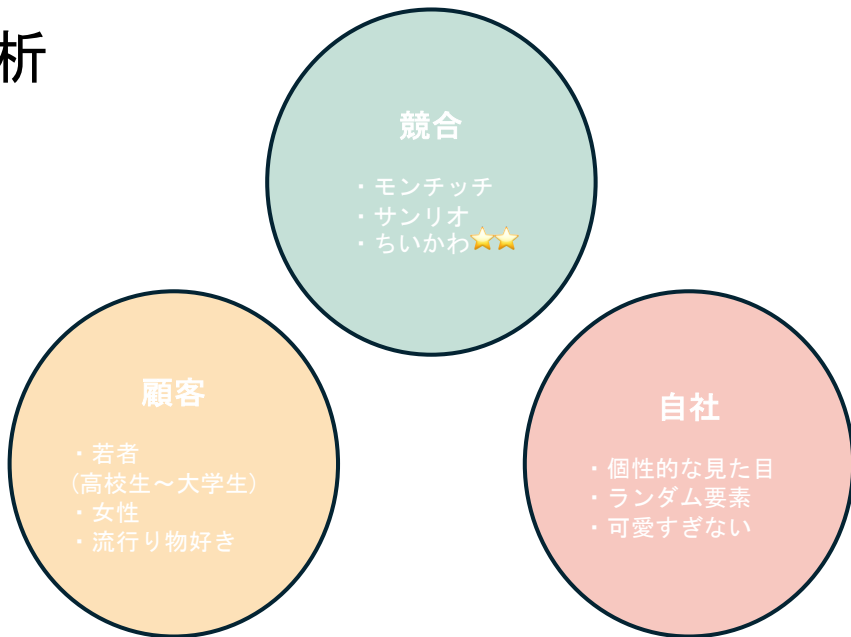 析
競合
・モンチッチ
・サンリオ
・ちいかわ⭐⭐
顧客
・若者
(高校生～大学生)
・女性
・流行り物好き
自社
・個性的な見た目
・ランダム要素
・可愛すぎない